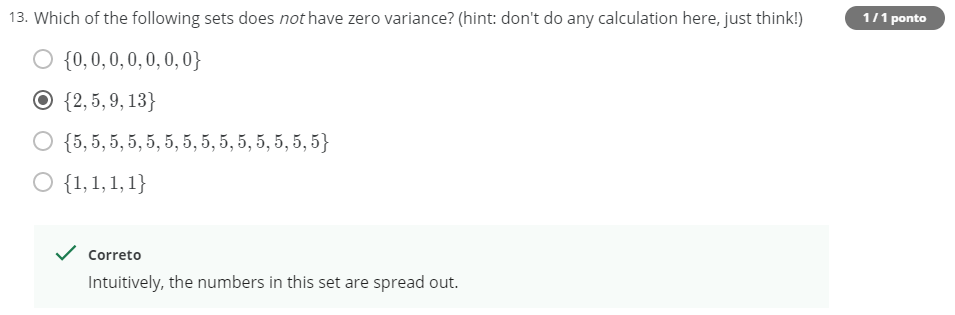 13. Which of the following sets does not have zero variance? (hint: don't do any calculation here, just think!)
1 / 1 ponto
{0, 0, 0, 0, 0, 0, 0}
{2, 5, 9, 13}
{5, 5, 5, 5, 5, 5, 5, 5, 5, 5, 5, 5, 5, 5}
{1, 1, 1, 1}
Correto
Intuitively, the numbers in this set are spread out.